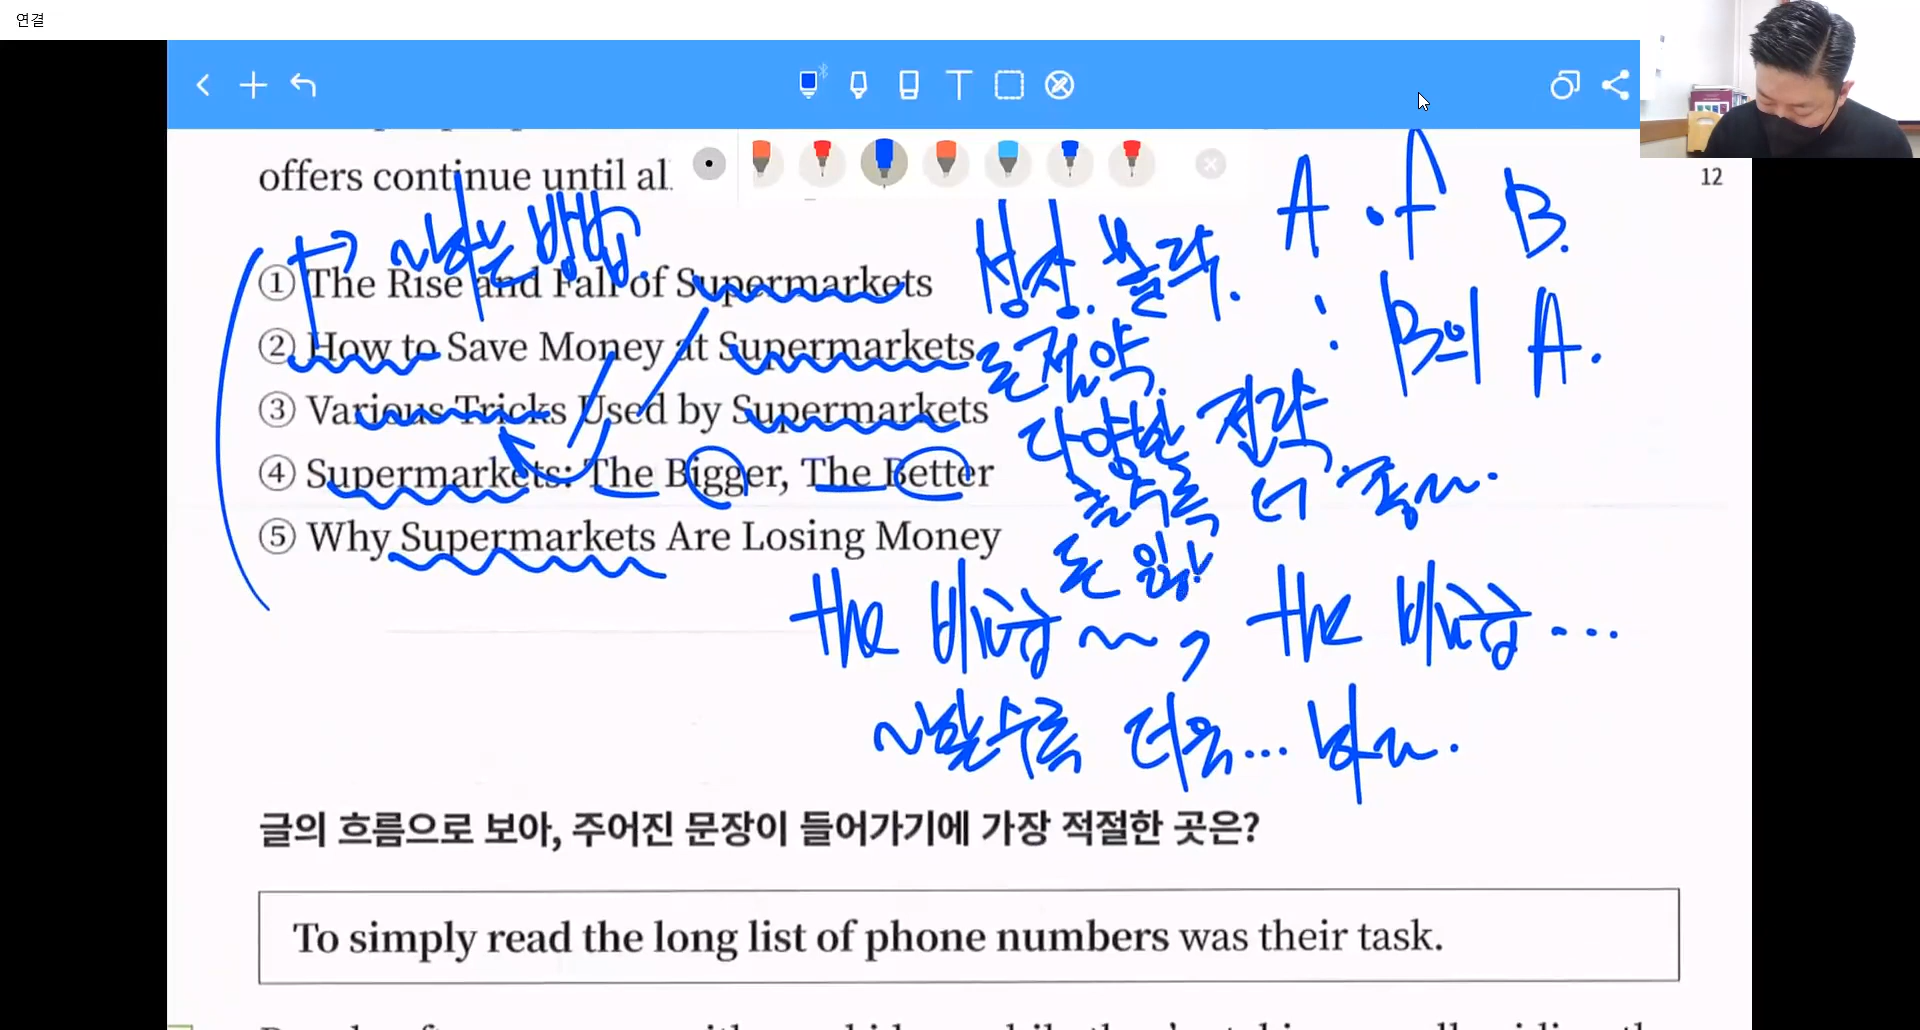 연결
offers continue until al
12
~하는 방법.
A of B.
: B의 A.
① The Rise and Fall of Supermarkets
성장. 몰락.
② How to Save Money at Supermarkets
돈 절약.
③ Various Tricks Used by Supermarkets
다양한 전략.
④ Supermarkets: The Bigger, The Better
클수록 더 좋다.
⑤ Why Supermarkets Are Losing Money
돈 잃
the 비교급 ~, the 비교급 ...
~할수록 더욱... 하다.
글의 흐름으로 보아, 주어진 문장이 들어가기에 가장 적절한 곳은?
To simply read the long list of phone numbers was their task.